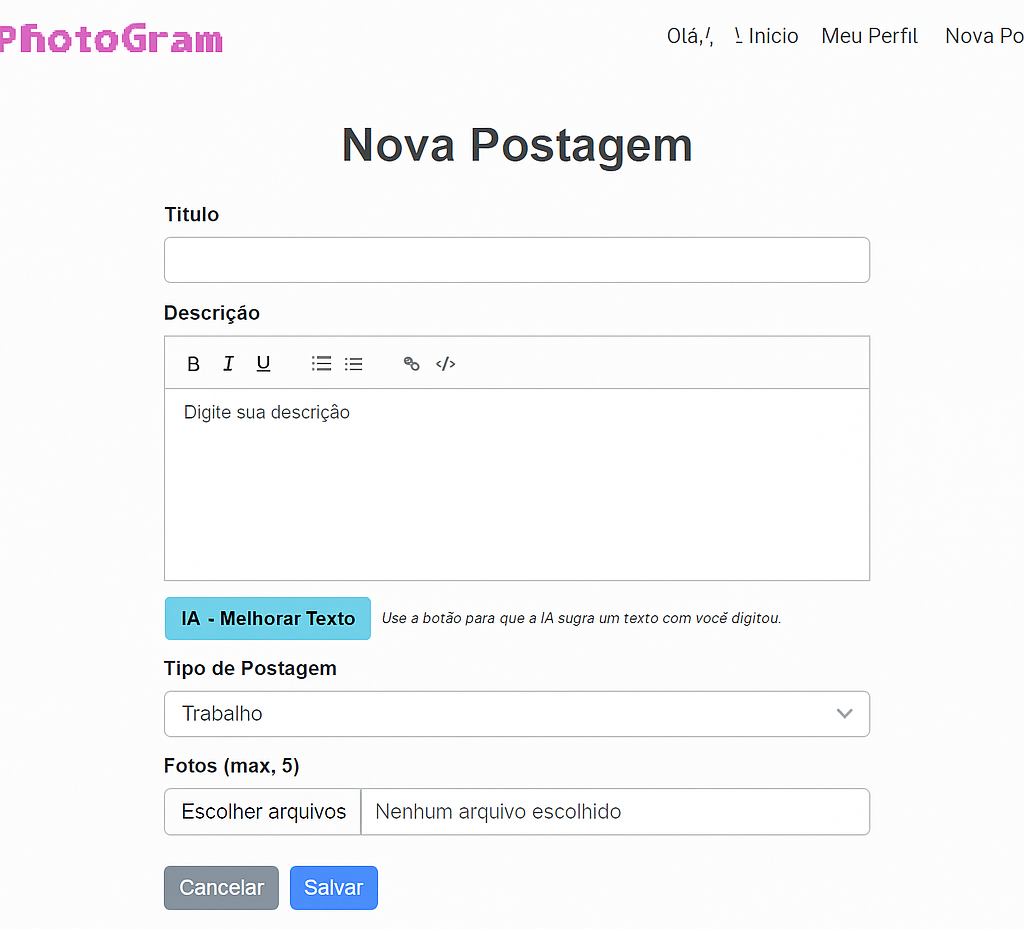 PhotoGram
Olá, Inicio Meu Perfil Nova Po
Nova Postagem
Titulo
Descrição
B I U </>
Digite sua descrição
IA - Melhorar Texto Use a botão para que a IA sugra um texto com você digitou.
Tipo de Postagem
Trabalho
Fotos (max, 5)
Escolher arquivos Nenhum arquivo escolhido
Cancelar Salvar